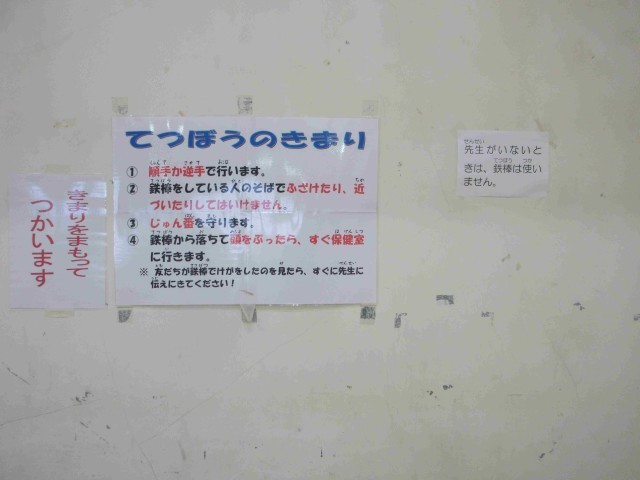 てつぼうのきまり
① 順手か逆手で行います。
② 鉄棒をしている人のそばでふざけたり、近
づいたりしてはいけません。
③ じゅん番を守ります。
④ 鉄棒から落ちて頭をぶったら、すぐ保健室
に行きます。
※ 友だちが鉄棒でけがをしたのを見たら、すぐに先生に
伝えにきてください!
きまりをまもって
つかいます
先生がいないと
きは、鉄棒は使い
ません。